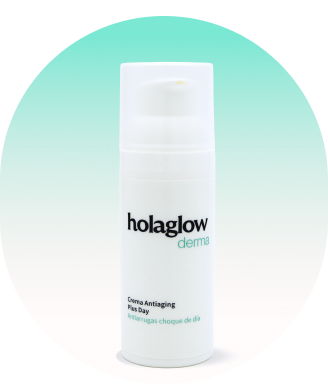 holaglow
derma
Crema Antiaging
Plus Day
Antiarrugas choque de día